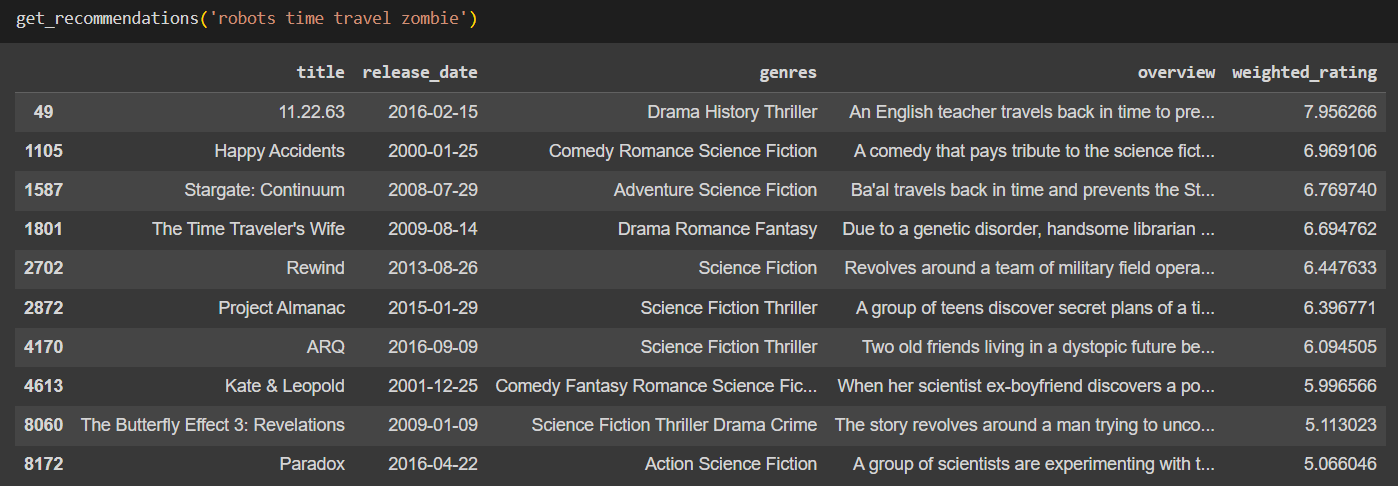 get_recommendations('robots time travel zombie')
title release_date genres overview weighted_rating
49 11.22.63 2016-02-15 Drama History Thriller An English teacher travels back in time to pre... 7.956266
1105 Happy Accidents 2000-01-25 Comedy Romance Science Fiction A comedy that pays tribute to the science fict... 6.969106
1587 Stargate: Continuum 2008-07-29 Adventure Science Fiction Ba'al travels back in time and prevents the St... 6.769740
1801 The Time Traveler's Wife 2009-08-14 Drama Romance Fantasy Due to a genetic disorder, handsome librarian ... 6.694762
2702 Rewind 2013-08-26 Science Fiction Revolves around a team of military field opera... 6.447633
2872 Project Almanac 2015-01-29 Science Fiction Thriller A group of teens discover secret plans of a ti... 6.396771
4170 ARQ 2016-09-09 Science Fiction Thriller Two old friends living in a dystopic future be... 6.094505
4613 Kate & Leopold 2001-12-25 Comedy Fantasy Romance Science Fic... When her scientist ex-boyfriend discovers a po... 5.996566
8060 The Butterfly Effect 3: Revelations 2009-01-09 Science Fiction Thriller Drama Crime The story revolves around a man trying to unco... 5.113023
8172 Paradox 2016-04-22 Action Science Fiction A group of scientists are experimenting with t... 5.066046